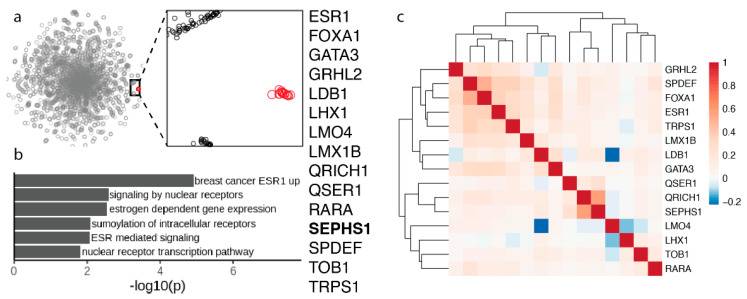 a
ESR1
FOXA1
GATA3
GRHL2
LDB1
LHX1
LMO4
LMX1B
QRICH1
QSER1
RARA
SEPHS1
SPDEF
TOB1
TRPS1
b
breast cancer ESR1 up
signaling by nuclear receptors
estrogen dependent gene expression
sumoylation of intracellular receptors
ESR mediated signaling
nuclear receptor transcription pathway
0 2 4 6
-log10(p)
c
GRHL2
SPDEF
FOXA1
ESR1
TRPS1
LMX1B
LDB1
GATA3
QSER1
QRICH1
SEPHS1
LMO4
LHX1
TOB1
RARA
1
0.8
0.6
0.4
0.2
0
−0.2